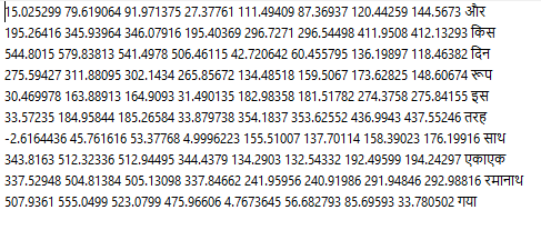 15.025299 79.619064 91.971375 27.37761 111.49409 87.36937 120.44259 144.5673 और
195.26416 345.93964 346.07916 195.40369 296.7271 296.54498 411.9508 412.13293 किस
544.8015 579.83813 541.4978 506.46115 42.720642 60.455795 136.19897 118.46382 दिन
275.59427 311.88095 302.1434 265.85672 134.48518 159.5067 173.62825 148.60674 रूप
30.469978 163.88913 164.9093 31.490135 182.98358 181.51782 274.3758 275.84155 इस
33.57235 184.95844 185.26584 33.879738 354.1837 353.62552 436.9943 437.55246 तरह
-2.6164436 45.761616 53.37768 4.9996223 155.51007 137.70114 158.39023 176.19916 साथ
343.8163 512.32336 512.94495 344.4379 134.2903 132.54332 192.49599 194.24297 एकाएक
337.52948 504.81384 505.13098 337.84662 241.95956 240.91986 291.94846 292.98816 रमानाथ
507.9361 555.0499 523.0799 475.96606 4.7673645 56.682793 85.69593 33.780502 गया